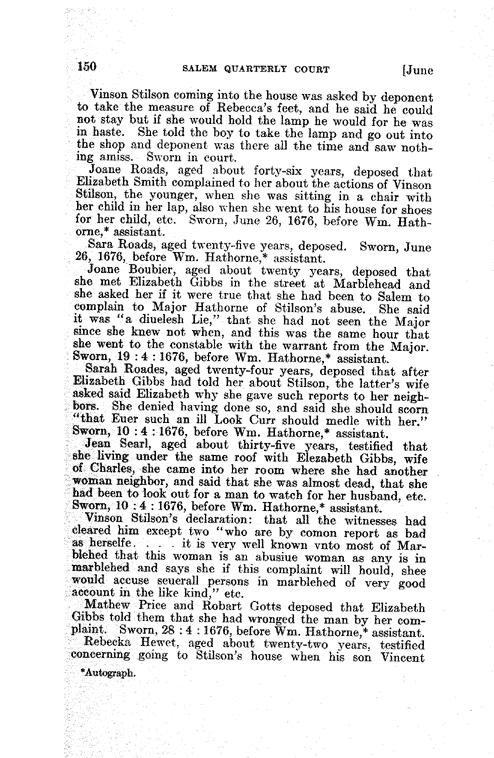 150 SALEM QUARTERLY COURT [June
Vinson Stilson coming into the house was asked by deponent
to take the measure of Rebecca's feet, and he said he could
not stay but if she would hold the lamp he would for he was
in haste. She told the boy to take the lamp and go out into
the shop and deponent was there all the time and saw noth-
ing amiss. Sworn in court.
Joane Roads, aged about forty-six years, deposed that
Elizabeth Smith complained to her about the actions of Vinson
Stilson, the younger, when she was sitting in a chair with
her child in her lap, also when she went to his house for shoes
for her child, etc. Sworn, June 26, 1676, before Wm. Hath-
orne,* assistant.
Sara Roads, aged twenty-five years, deposed. Sworn, June
26, 1676, before Wm. Hathorne,* assistant.
Joane Boubier, aged about twenty years, deposed that
she met Elizabeth Gibbs in the street at Marblehead and
she asked her if it were true that she had been to Salem to
complain to Major Hathorne of Stilson's abuse. She said
it was "a diuelesh Lie," that she had not seen the Major
since she knew not when, and this was the same hour that
she went to the constable with the warrant from the Major.
Sworn, 19 : 4 : 1676, before Wm. Hathorne,* assistant.
Sarah Roades, aged twenty-four years, deposed that after
Elizabeth Gibbs had told her about Stilson, the latter's wife
asked said Elizabeth why she gave such reports to her neigh-
bors. She denied having done so, and said she should scorn
"that Euer such an ill Look Curr should medle with her."
Sworn, 10 : 4 : 1676, before Wm. Hathorne,* assistant.
Jean Searl, aged about thirty-five years, testified that
she living under the same roof with Elezabeth Gibbs, wife
of Charles, she came into her room where she had another
woman neighbor, and said that she was almost dead, that she
had been to look out for a man to watch for her husband, etc.
Sworn, 10 : 4 : 1676, before Wm. Hathorne,* assistant.
Vinson Stilson's declaration: that all the witnesses had
cleared him except two "who are by comon report as bad
as herselfe. . . . it is very well known vnto most of Mar-
blehed that this woman is an abusiue woman as any is in
marblehed and says she if this complaint will hould, shee
would accuse seuerall persons in marblehed of very good
account in the like kind," etc.
Mathew Price and Robart Gotts deposed that Elizabeth
Gibbs told them that she had wronged the man by her com-
plaint. Sworn, 28 : 4 : 1676, before Wm. Hathorne,* assistant.
Rebecka Hewet, aged about twenty-two years, testified
concerning going to Stilson's house when his son Vincent
*Autograph.